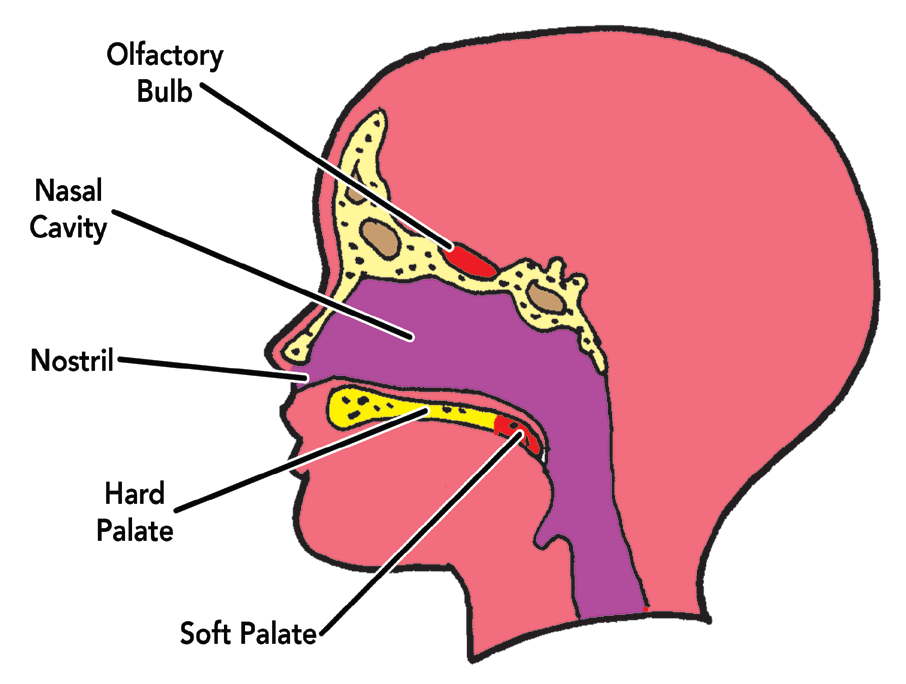 Olfactory
Bulb
Nasal
Cavity
Nostril
Hard
Palate
Soft Palate